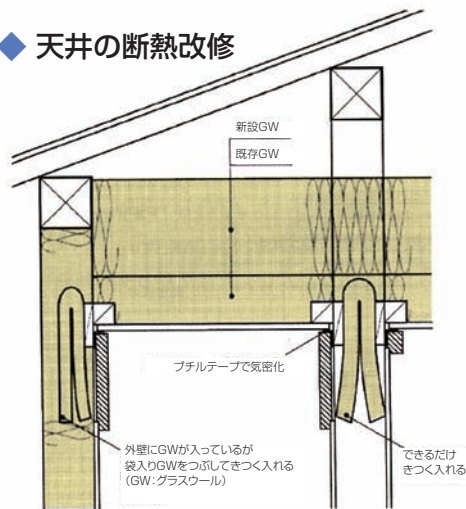 ◆ 天井の断熱改修
新設GW
既存GW
ブチルテープで気密化
外壁にGWが入っているが
袋入りGWをつぶしてきつく入れる
(GW:グラスウール)
できるだけ
きつく入れる